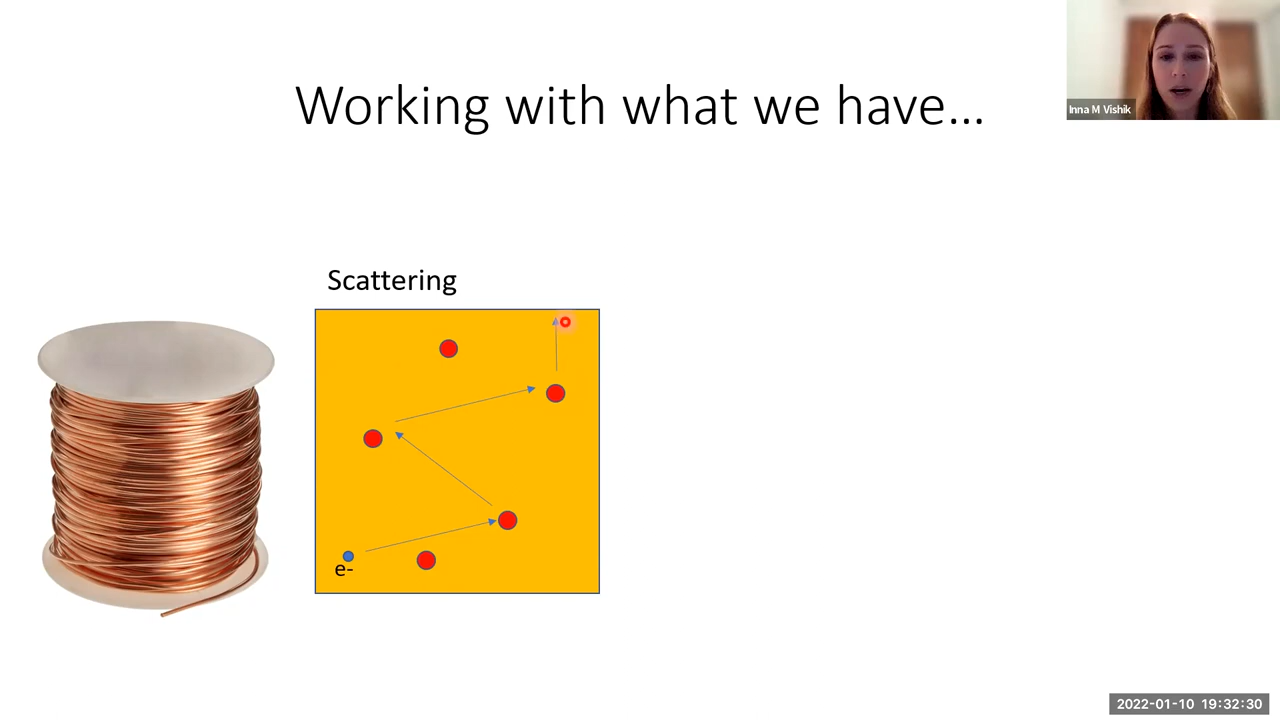 Working with what we have...
Inna M Vishik
Scattering
e-
2022-01-10 19:32:30